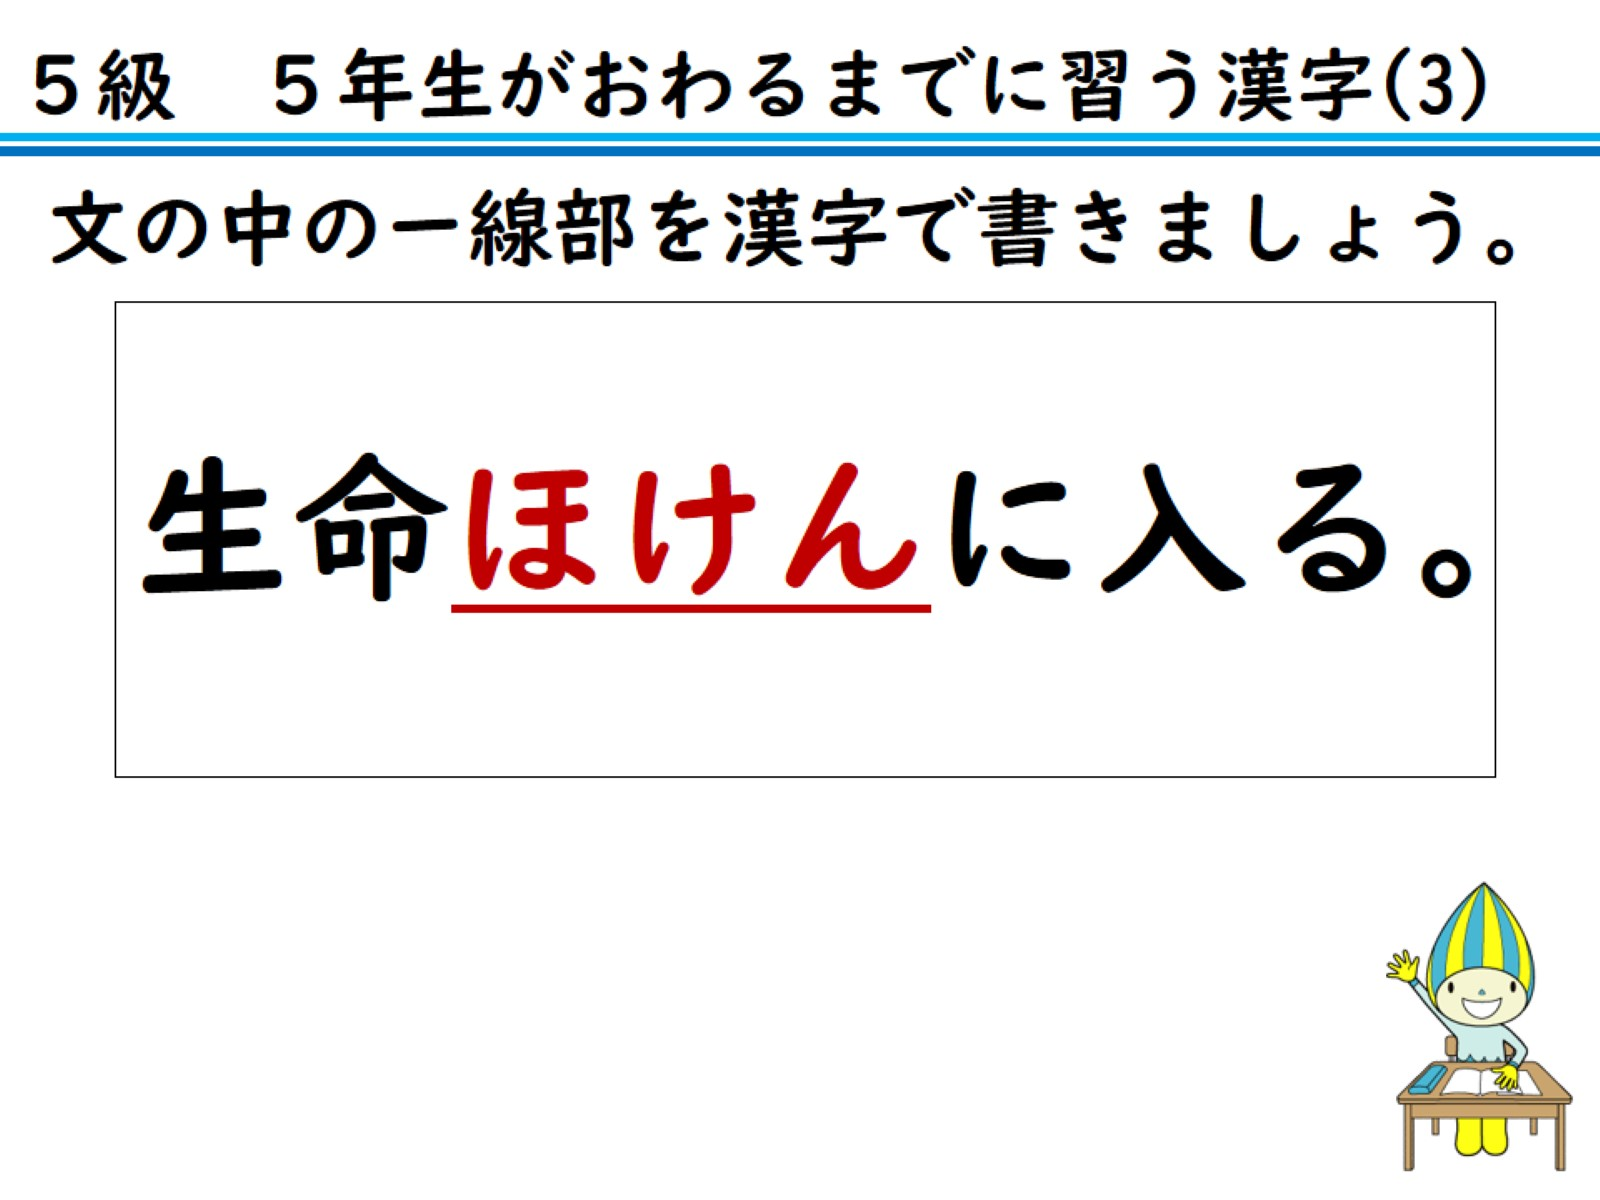 ５級　５年生がおわるまでに習う漢字(3)
文の中の一線部を漢字で書きましょう。
生命ほけんに入る。